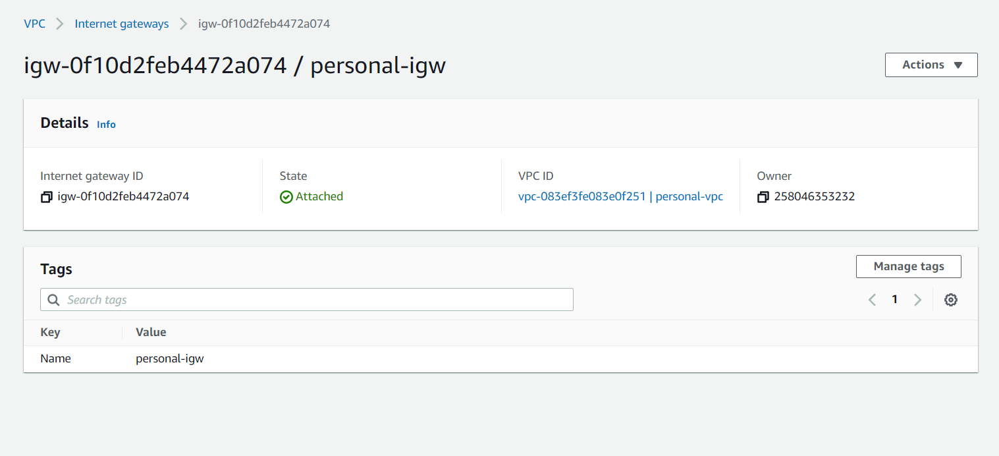 VPC > Internet gateways > igw-0f10d2feb4472a074
igw-0f10d2feb4472a074 / personal-igw
Actions
Details Info
Internet gateway ID State VPC ID Owner
igw-0f10d2feb4472a074 Attached vpc-083ef3fe083e0f251 | personal-vpc 258046353232
Tags
Manage tags
Search tags
1
Key Value
Name personal-igw